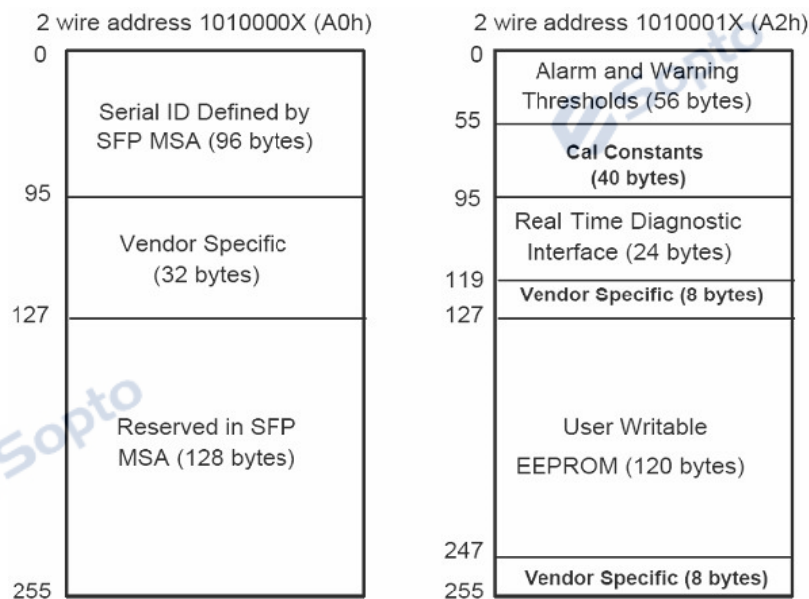 2 wire address 1010000X (A0h)
0
Serial ID Defined by
SFP MSA (96 bytes)
95
Vendor Specific
(32 bytes)
127
Reserved in SFP
MSA (128 bytes)
255
2 wire address 1010001X (A2h)
0
Alarm and Warning
Thresholds (56 bytes)
55
Cal Constants
(40 bytes)
95
Real Time Diagnostic
Interface (24 bytes)
119
Vendor Specific (8 bytes)
127
User Writable
EEPROM (120 bytes)
247
Vendor Specific (8 bytes)
255
Sopto
Sopto